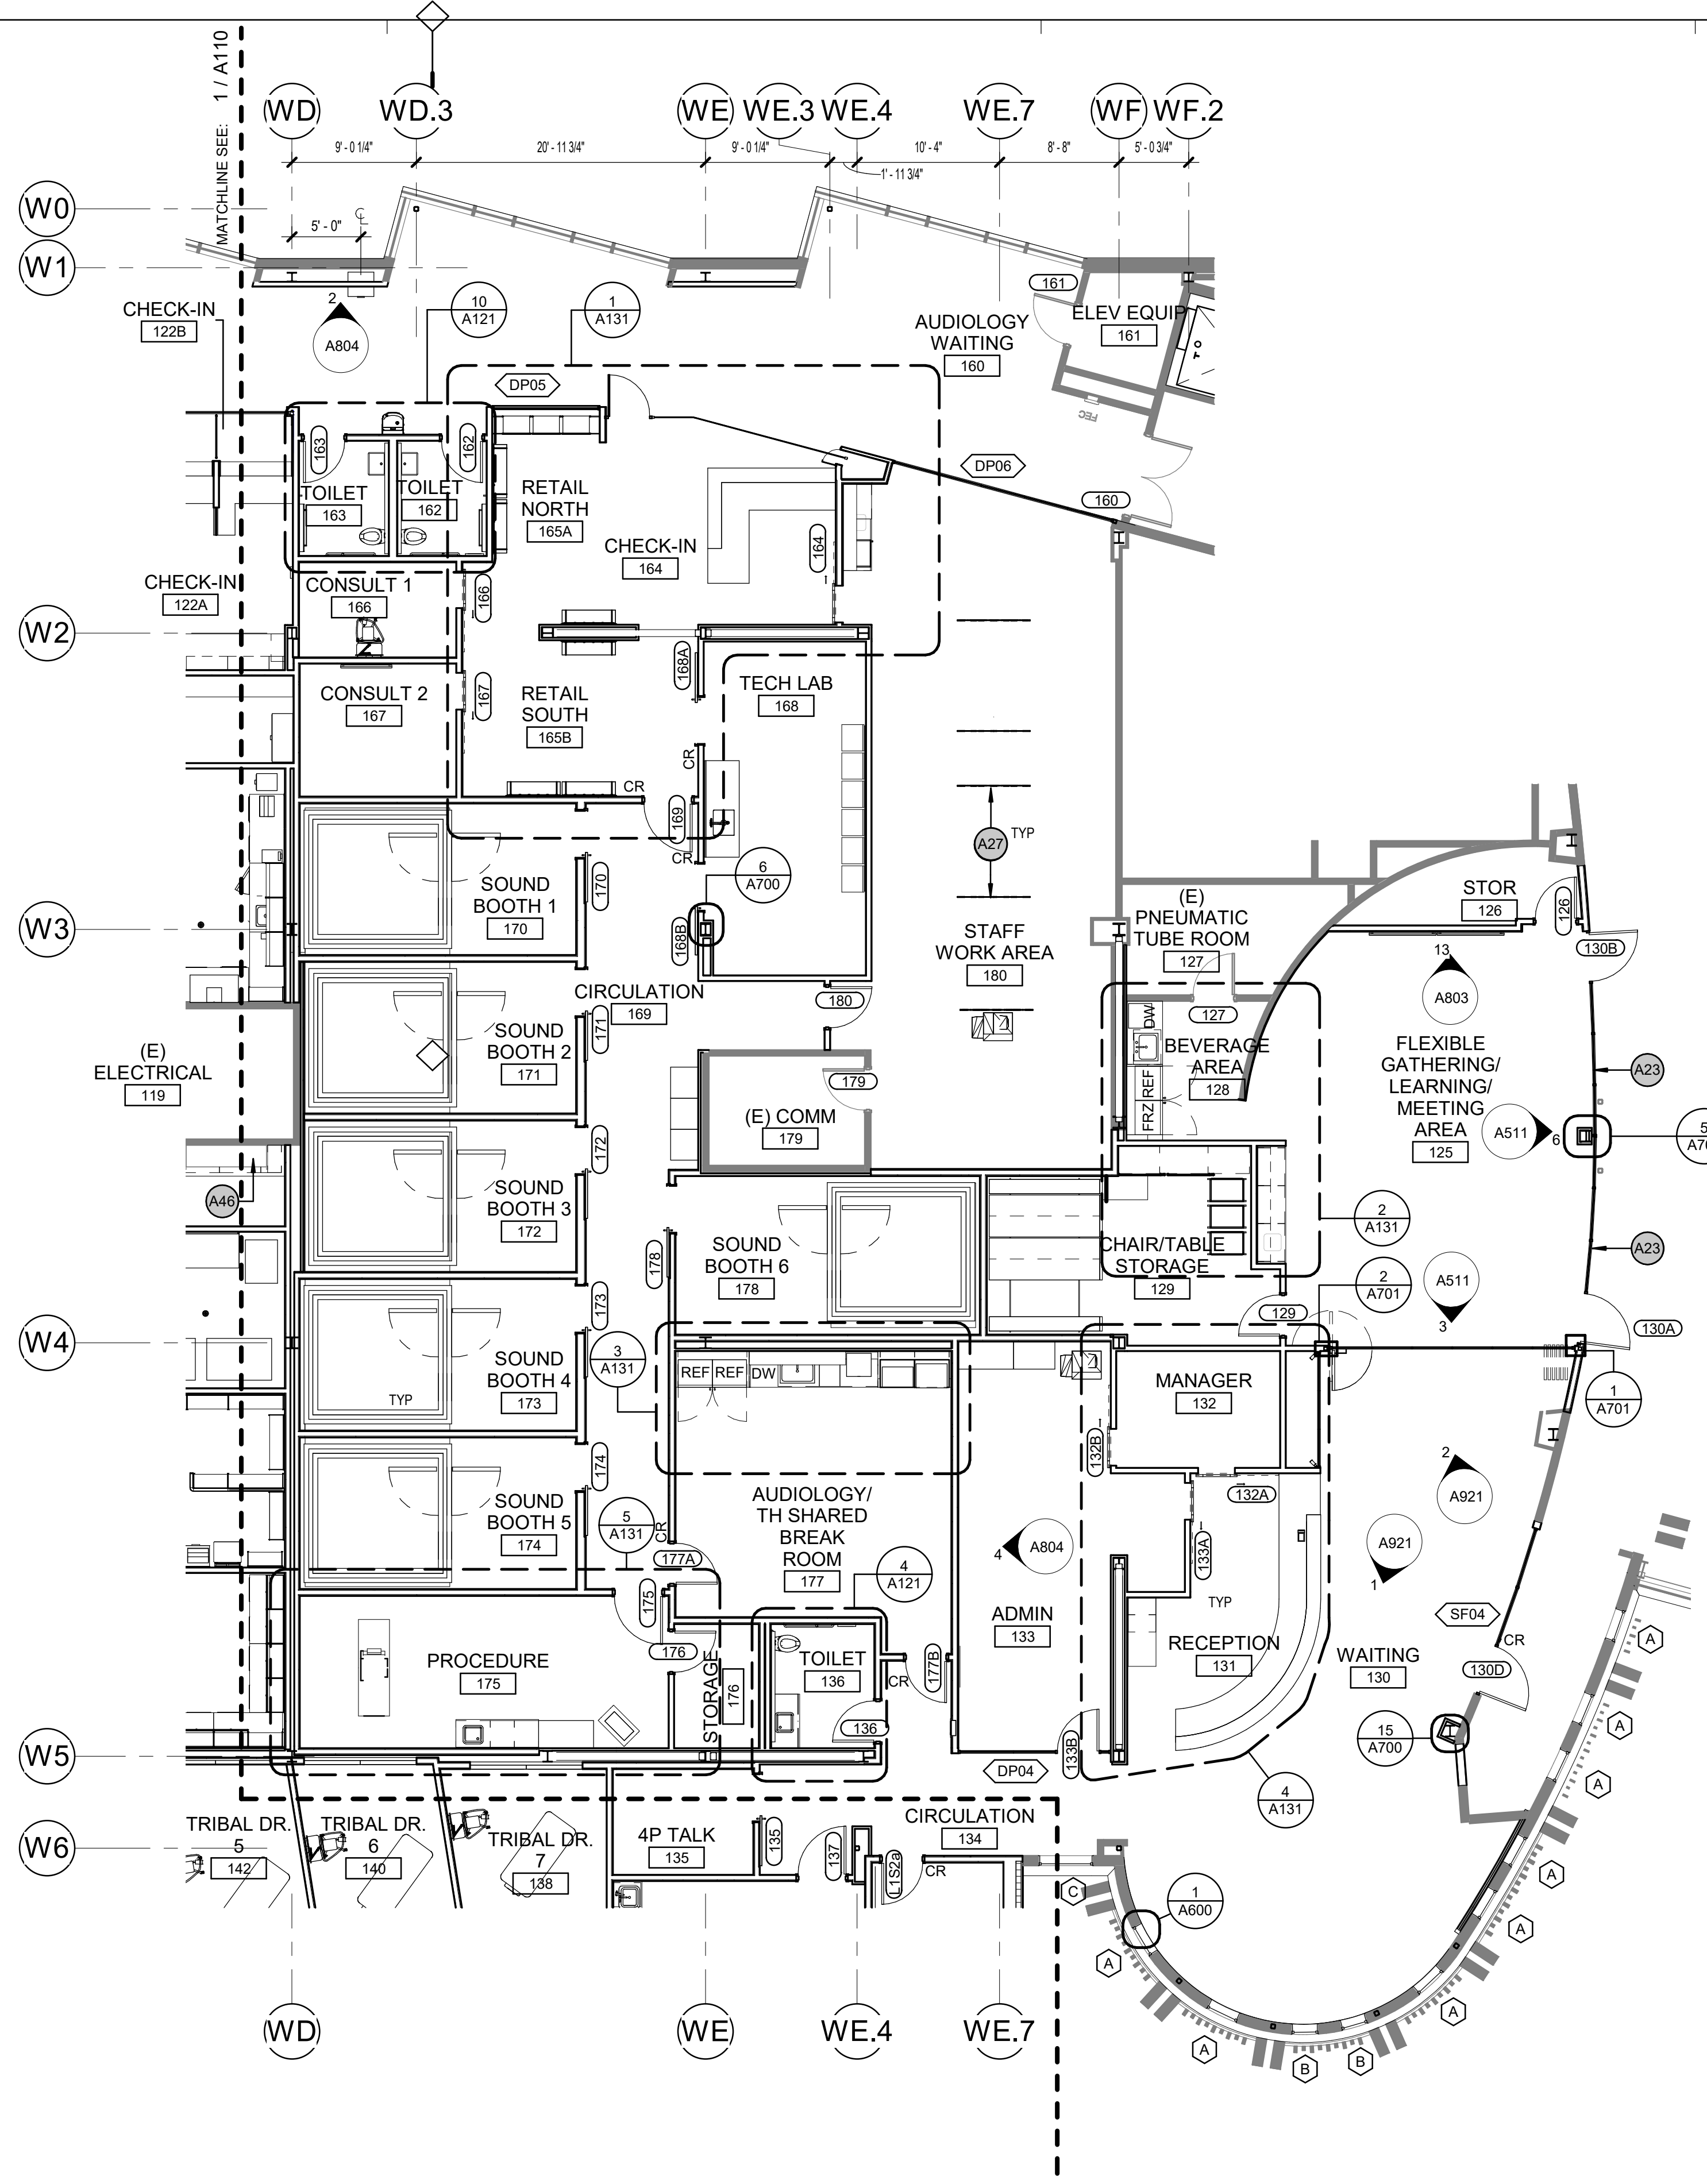 MATCHLINE SEE: 1 / A110
WD
WD.3
WE
WE.3
WE.4
WE.7
WF
WF.2
9' - 0 1/4"
20' - 11 3/4"
9' - 0 1/4"
1' - 11 3/4"
10' - 4"
8' - 8"
5' - 0 3/4"
W0
5' - 0"
CL
W1
2
A804
CHECK-IN
122B
10
A121
1
A131
AUDIOLOGY
WAITING
160
161
ELEV EQUIP
161
TO
FEC
DP05
DP06
160
163
162
TOILET
163
TOILET
162
RETAIL
NORTH
165A
CHECK-IN
164
164
CHECK-IN
122A
CONSULT 1
166
166
W2
168A
CONSULT 2
167
167
RETAIL
SOUTH
165B
TECH LAB
168
CR
CR
169
CR
A27
TYP
6
A700
SOUND
BOOTH 1
170
170
W3
168B
STAFF
WORK AREA
180
(E)
PNEUMATIC
TUBE ROOM
127
STOR
126
126
130B
13
A803
CIRCULATION
169
180
SOUND
BOOTH 2
171
171
127
DW
BEVERAGE
AREA
128
FRZ REF
FLEXIBLE
GATHERING/
LEARNING/
MEETING
AREA
125
A23
A511
6
5
(E)
ELECTRICAL
119
179
(E) COMM
179
172
SOUND
BOOTH 3
172
A46
178
SOUND
BOOTH 6
178
CHAIR/TABLE
STORAGE
129
2
A131
A23
2
A701
A511
3
129
130A
W4
173
3
A131
SOUND
BOOTH 4
173
TYP
REF REF DW
MANAGER
132
1
A701
132B
132A
174
SOUND
BOOTH 5
174
5
A131
CR
177A
AUDIOLOGY/
TH SHARED
BREAK
ROOM
177
4
A121
4
A804
133A
TYP
2
A921
A921
1
175
176
PROCEDURE
175
STORAGE
176
TOILET
136
136
CR
177B
ADMIN
133
RECEPTION
131
WAITING
130
SF04
CR
130D
15
A700
A
A
A
A
A
W5
DP04
133B
4
A131
W6
TRIBAL DR.
5
142
TRIBAL DR.
6
140
TRIBAL DR.
7
138
4P TALK
135
135
137
CIRCULATION
134
L1S2a
CR
C
1
A600
A
A
B
B
A
WD
WE
WE.4
WE.7